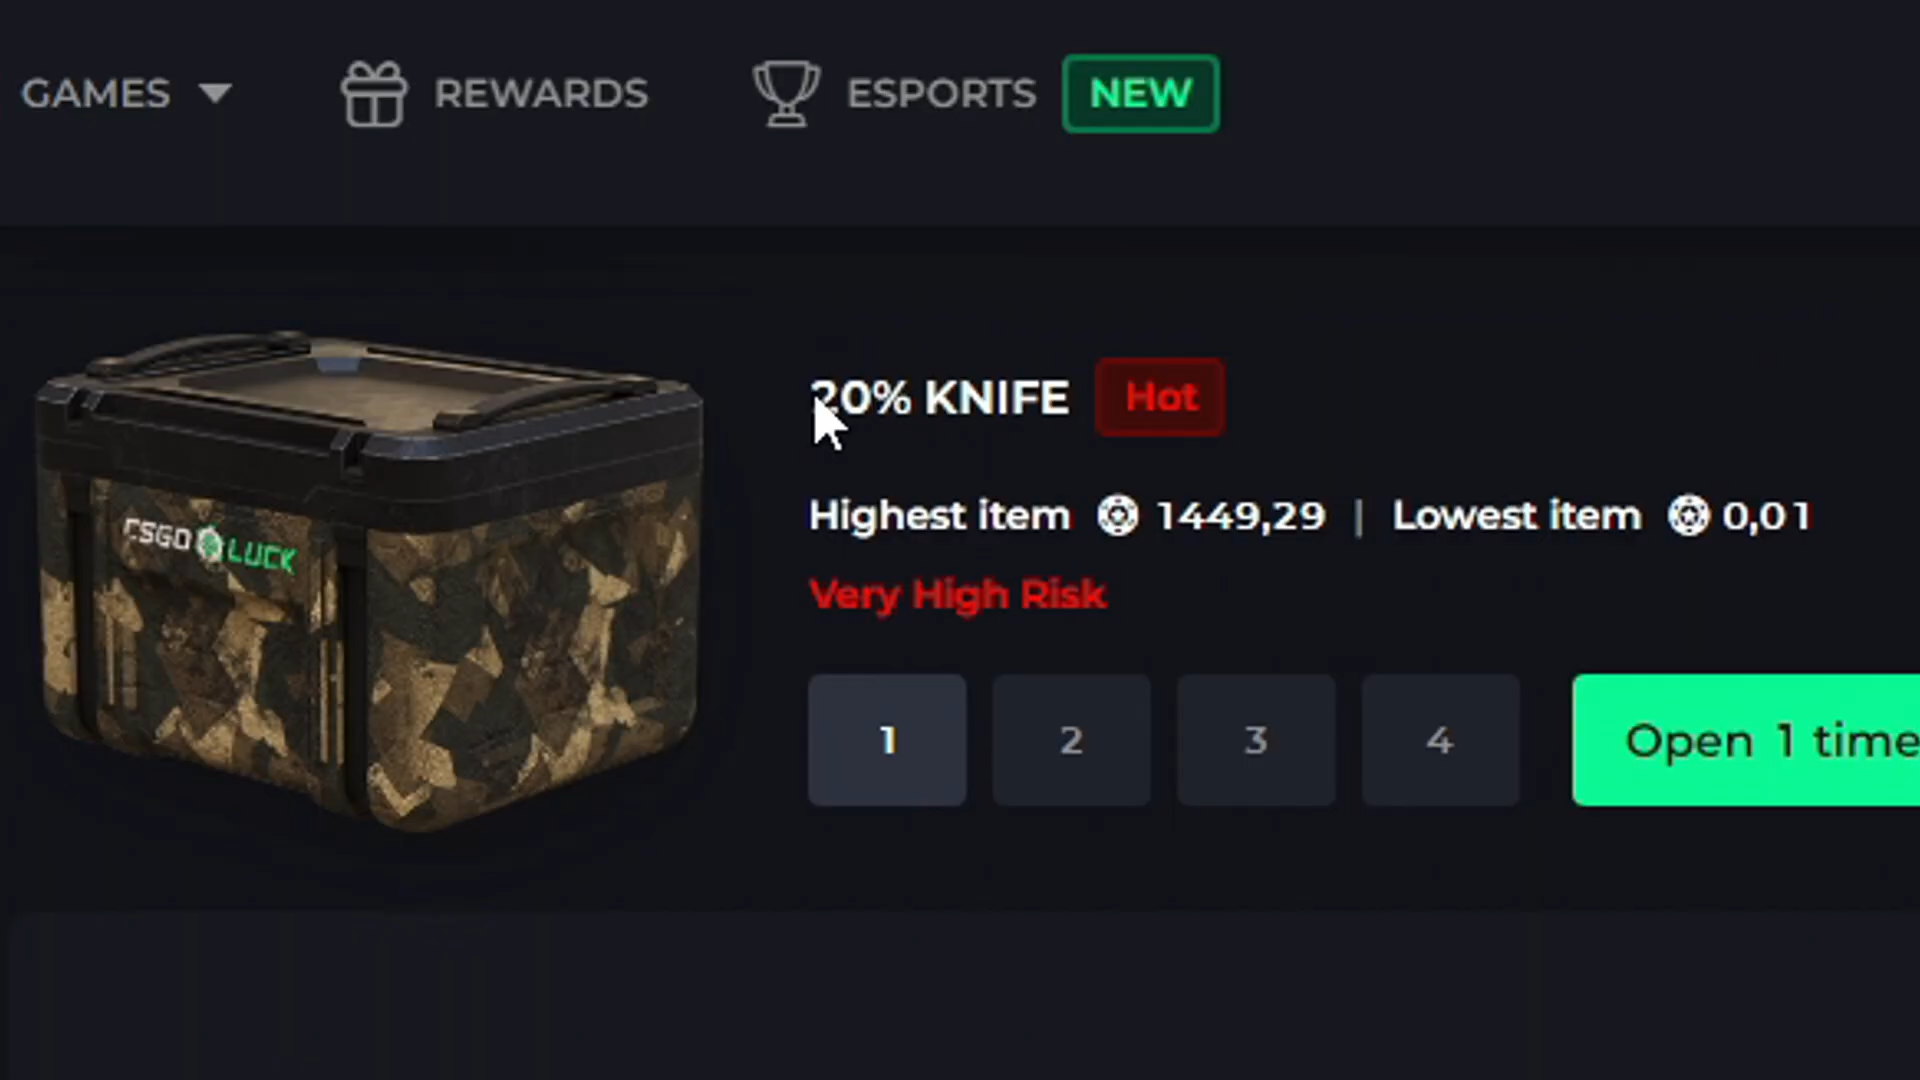 GAMES REWARDS ESPORTS NEW
20% KNIFE Hot
Highest item 1449,29 | Lowest item 0,01
CSGO LUCK
Very High Risk
1 2 3 4 Open 1 time